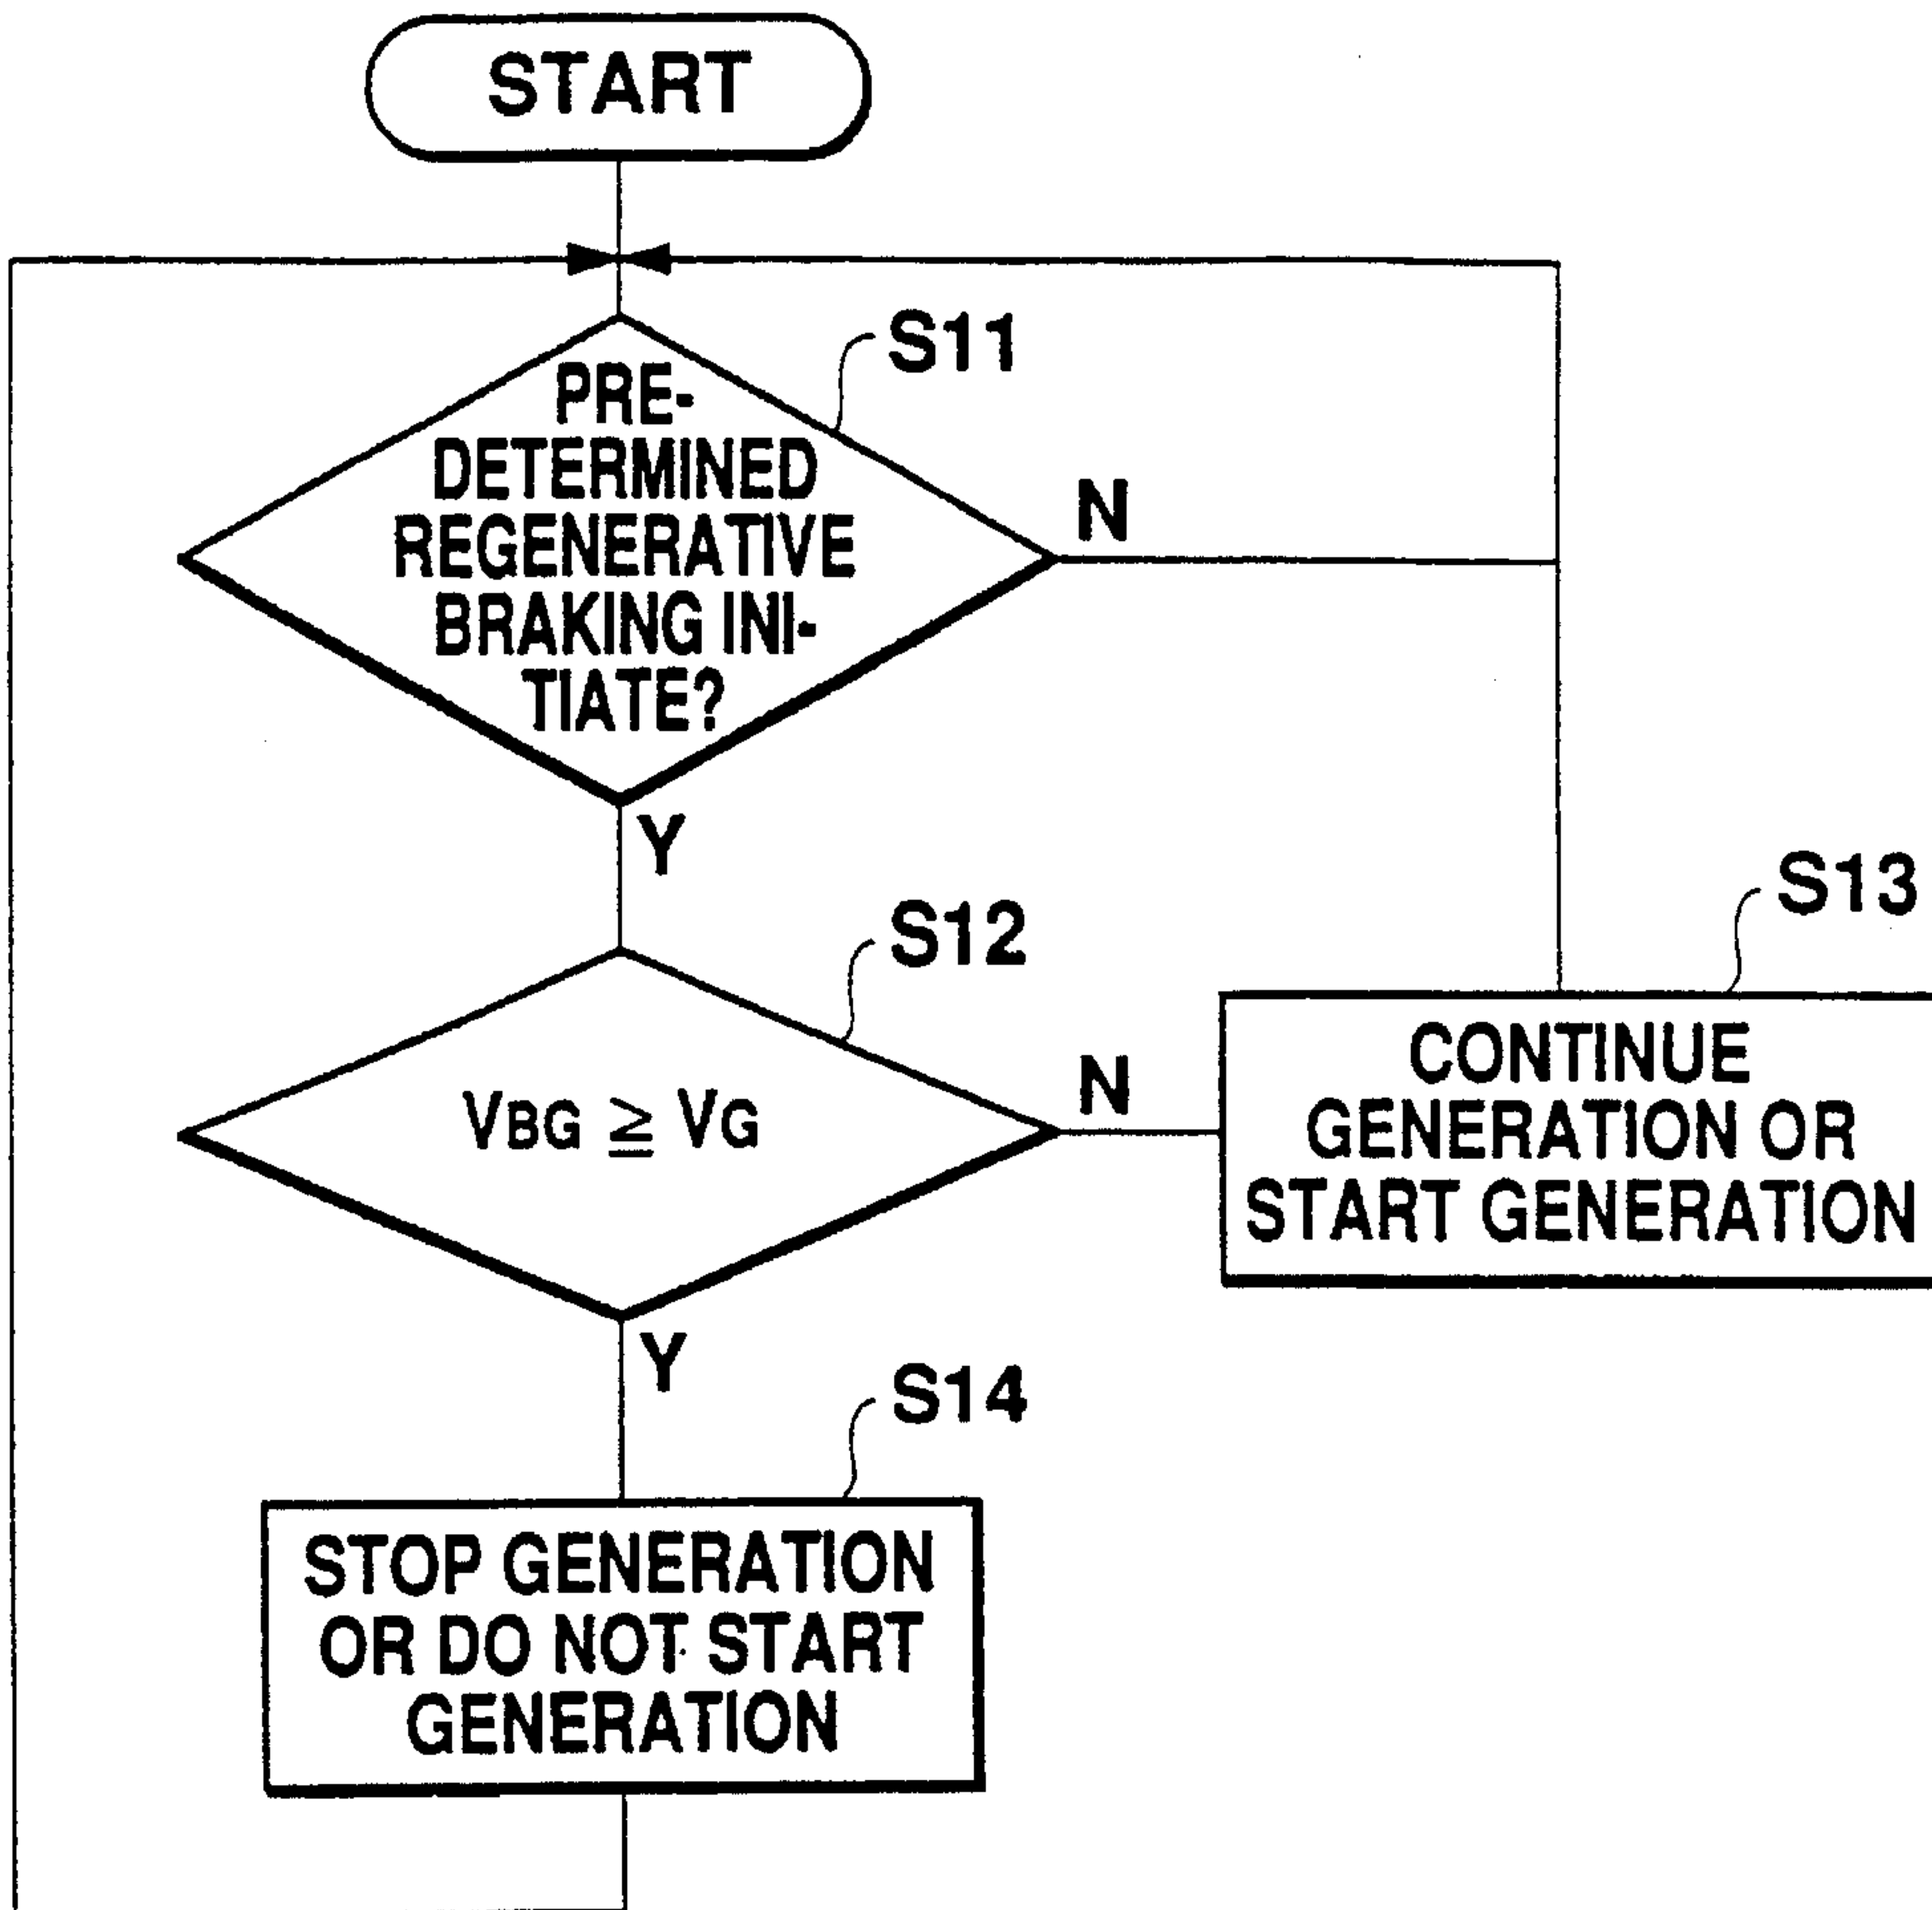 START
S11
PRE-
DETERMINED
REGENERATIVE
BRAKING INI-
TIATE?
N
Y
S12
VBG ≧ VG
N
S13
CONTINUE
GENERATION OR
START GENERATION
Y
S14
STOP GENERATION
OR DO NOT START
GENERATION